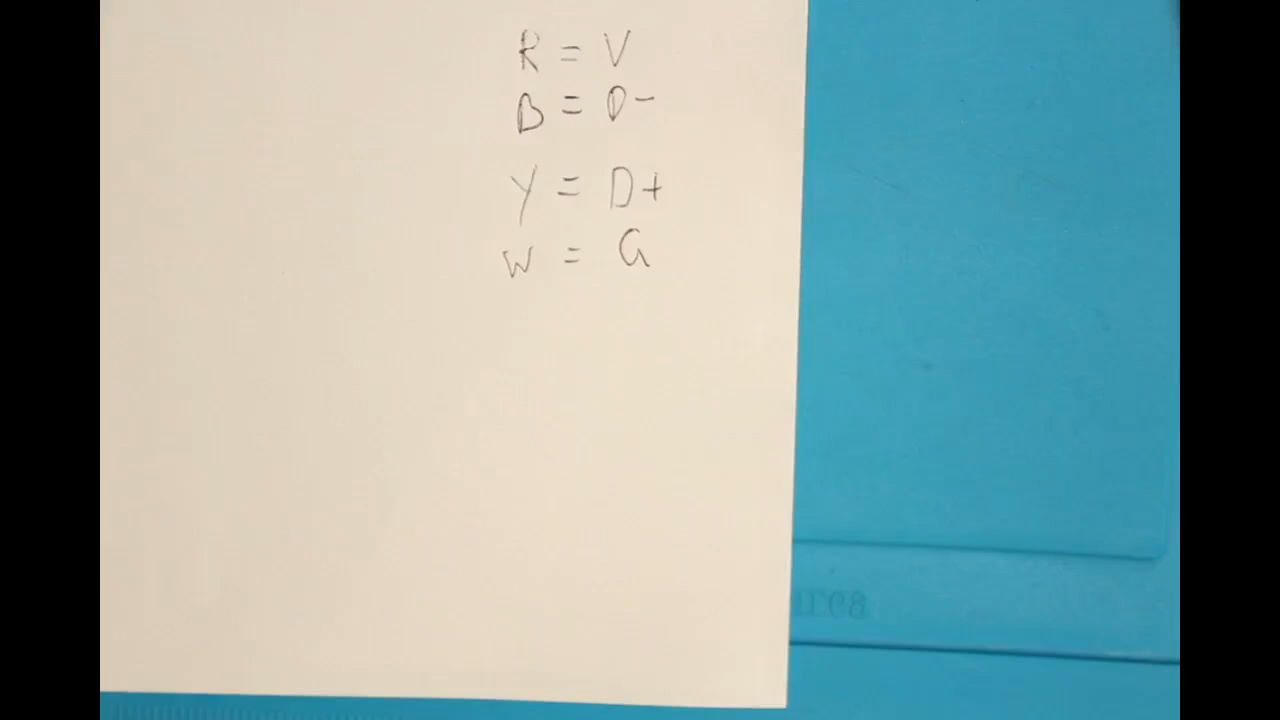 R = V
B = D-
Y = D+
W = G